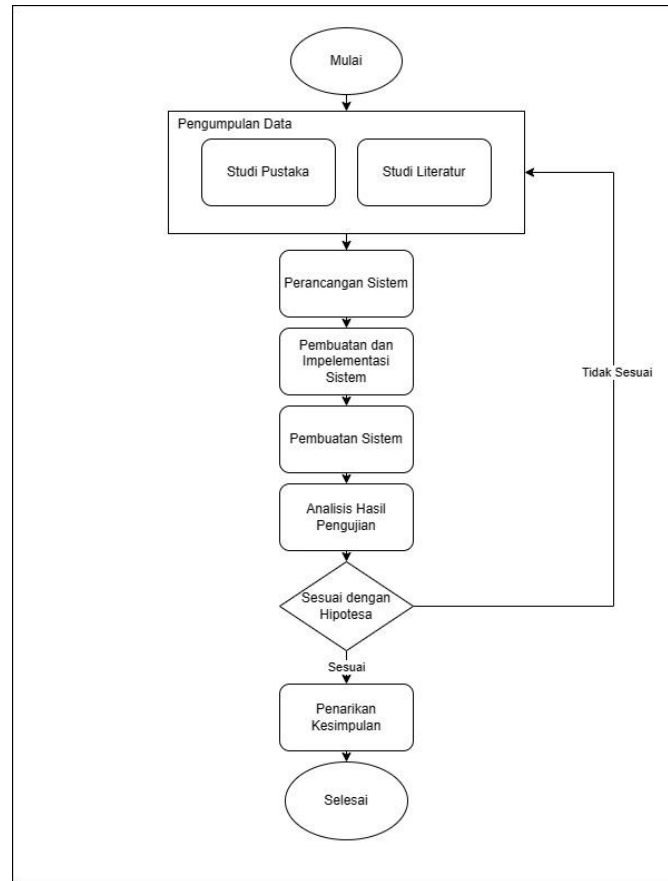 Mulai
Pengumpulan Data
Studi Pustaka
Studi Literatur
Perancangan Sistem
Pembuatan dan
Impelementasi
Sistem
Tidak Sesuai
Pembuatan Sistem
Analisis Hasil
Pengujian
Sesuai dengan
Hipotesa
Sesuai
Penarikan
Kesimpulan
Selesai